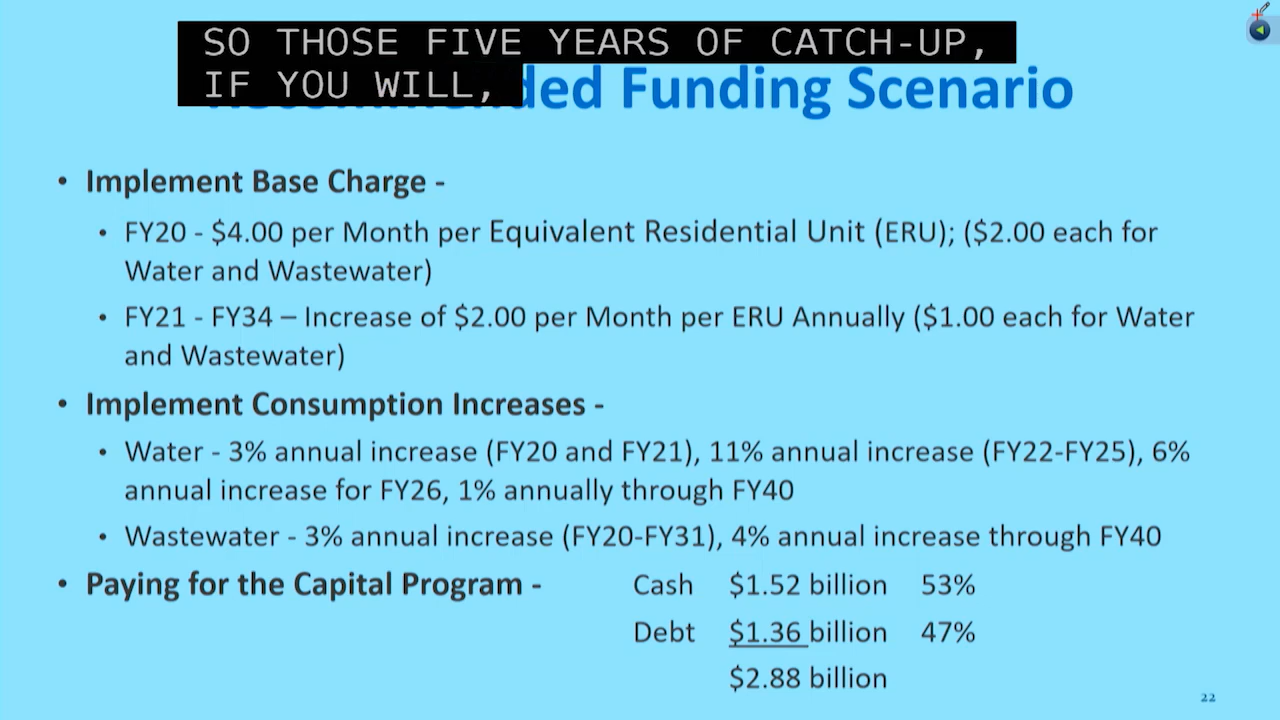 SO THOSE FIVE YEARS OF CATCH-UP,
IF YOU WILL,
Funding Scenario
• Implement Base Charge -
• FY20 - $4.00 per Month per Equivalent Residential Unit (ERU); ($2.00 each for
Water and Wastewater)
• FY21 - FY34 – Increase of $2.00 per Month per ERU Annually ($1.00 each for Water
and Wastewater)
• Implement Consumption Increases -
• Water - 3% annual increase (FY20 and FY21), 11% annual increase (FY22-FY25), 6%
annual increase for FY26, 1% annually through FY40
• Wastewater - 3% annual increase (FY20-FY31), 4% annual increase through FY40
• Paying for the Capital Program - Cash $1.52 billion 53%
Debt $1.36 billion 47%
$2.88 billion
22